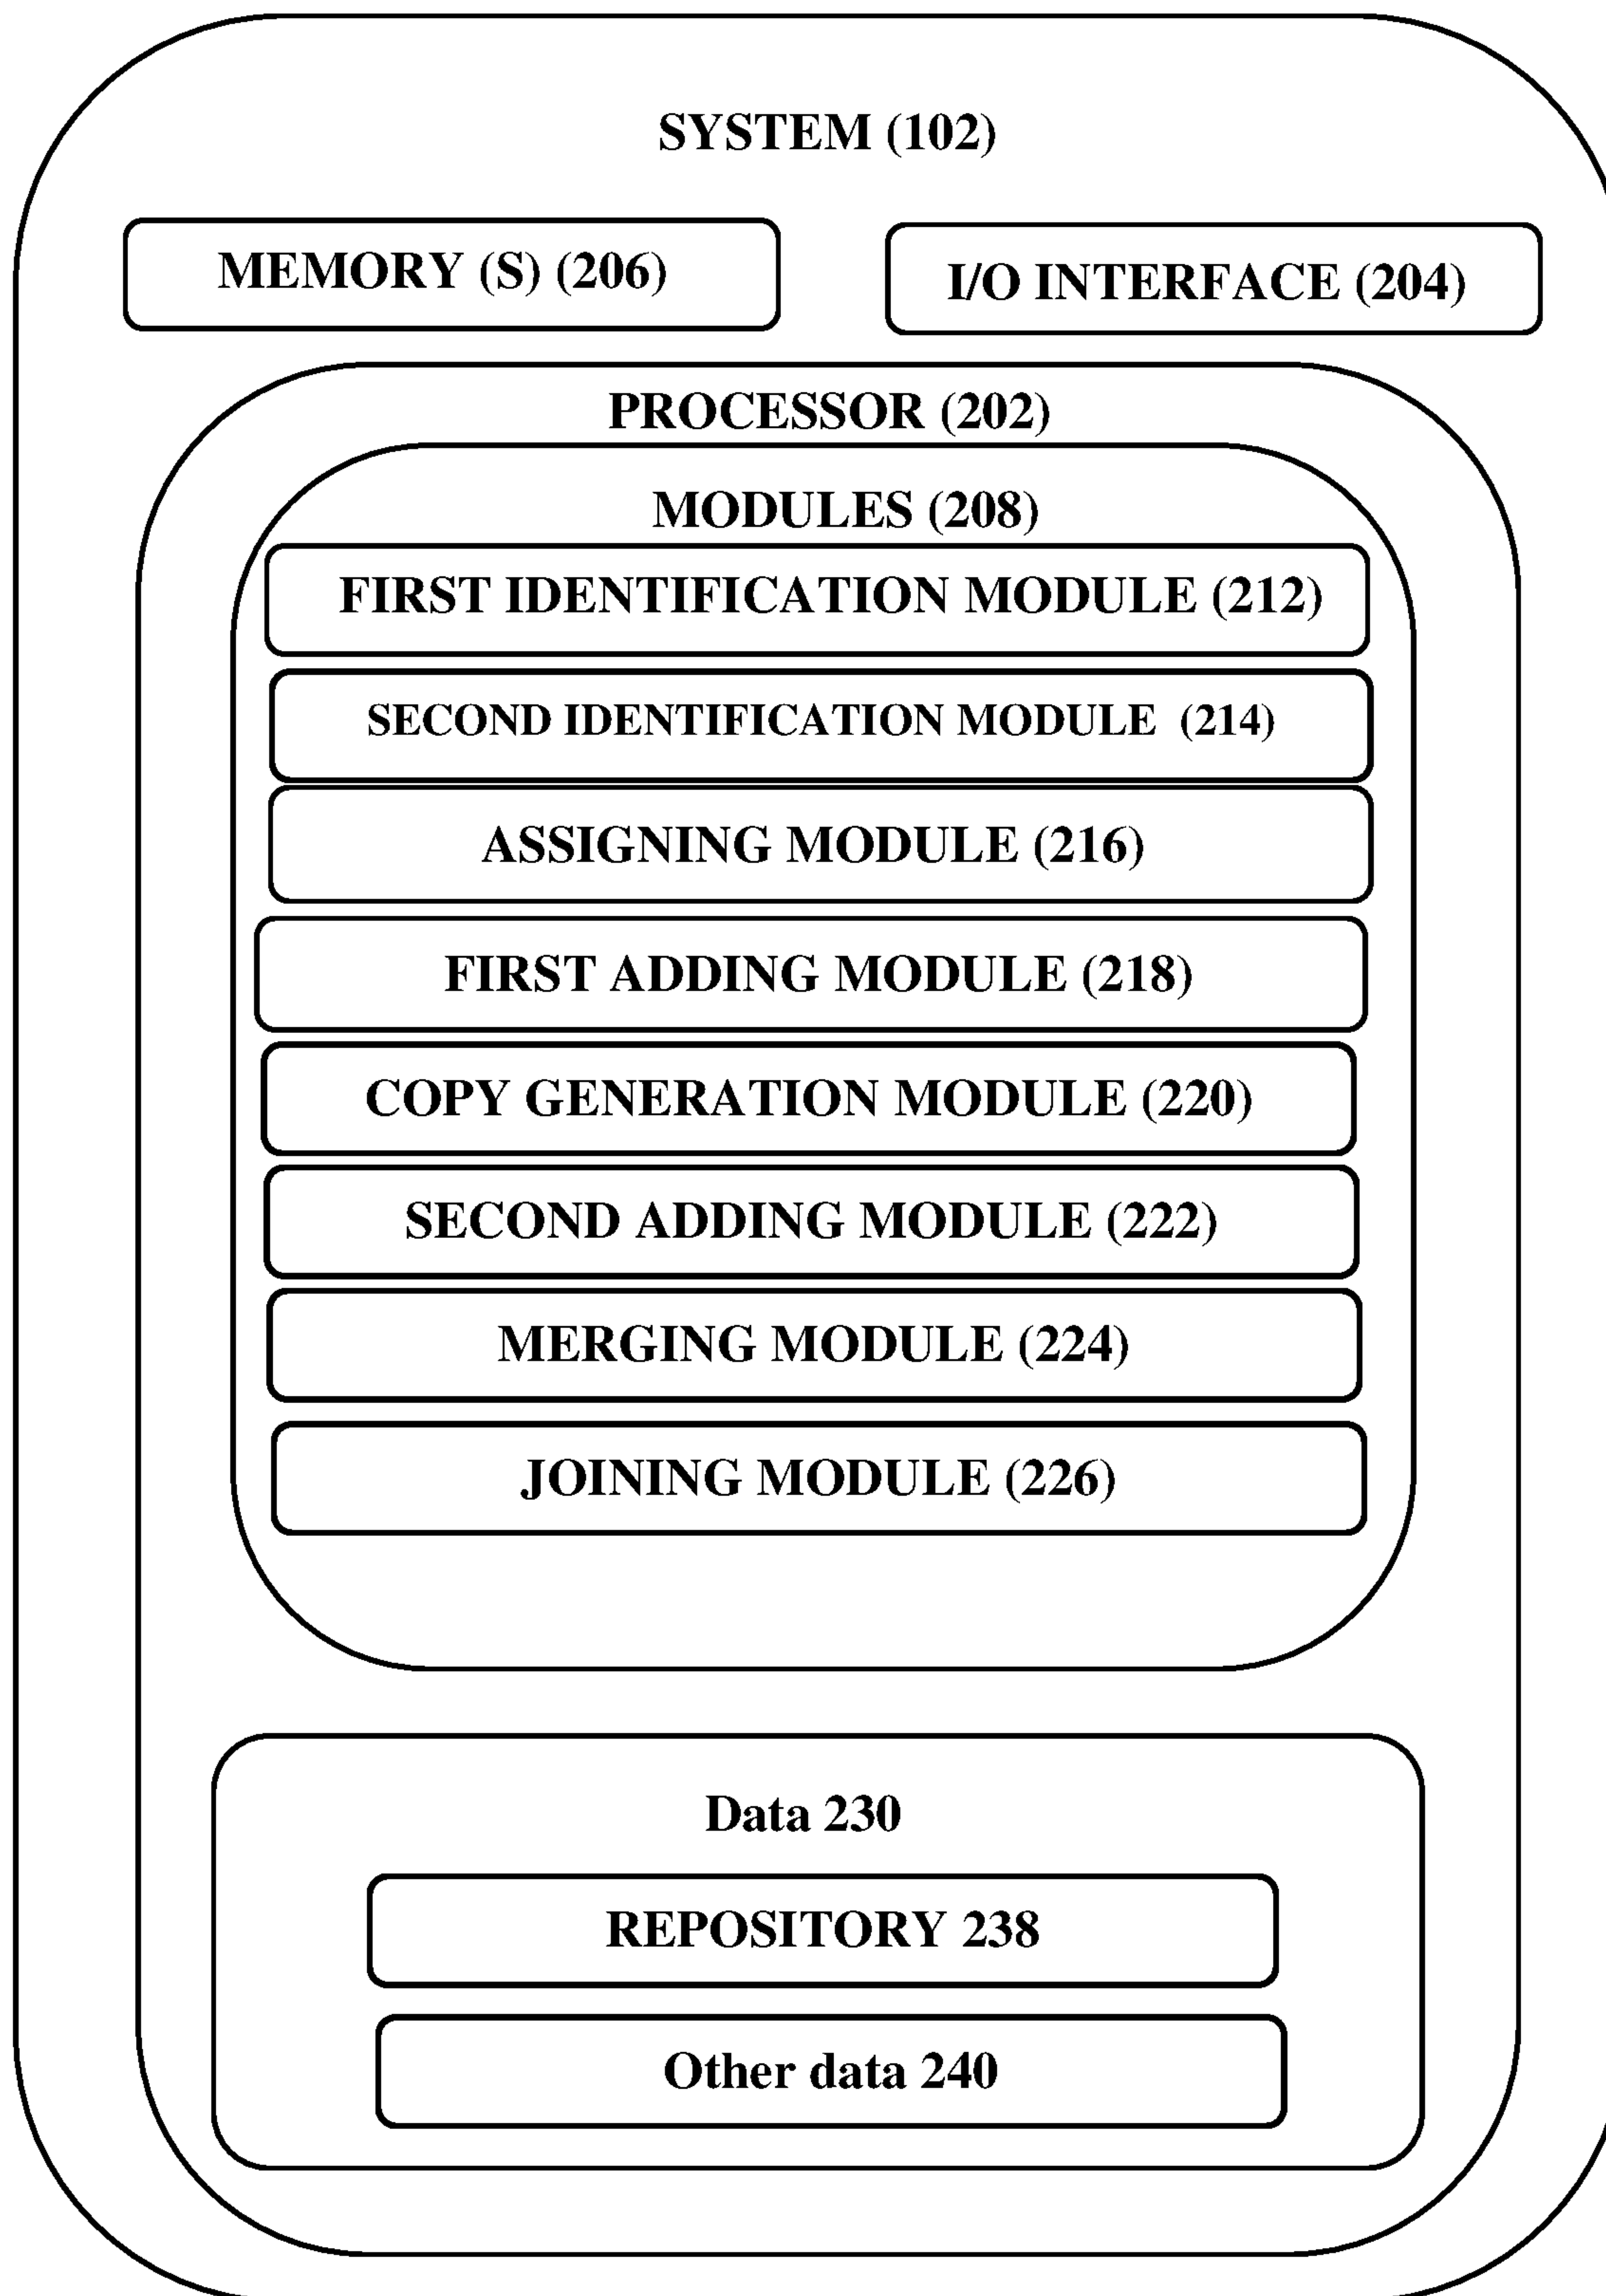 SYSTEM (102)
MEMORY (S) (206)
I/O INTERFACE (204)
PROCESSOR (202)
MODULES (208)
FIRST IDENTIFICATION MODULE (212)
SECOND IDENTIFICATION MODULE (214)
ASSIGNING MODULE (216)
FIRST ADDING MODULE (218)
COPY GENERATION MODULE (220)
SECOND ADDING MODULE (222)
MERGING MODULE (224)
JOINING MODULE (226)
Data 230
REPOSITORY 238
Other data 240